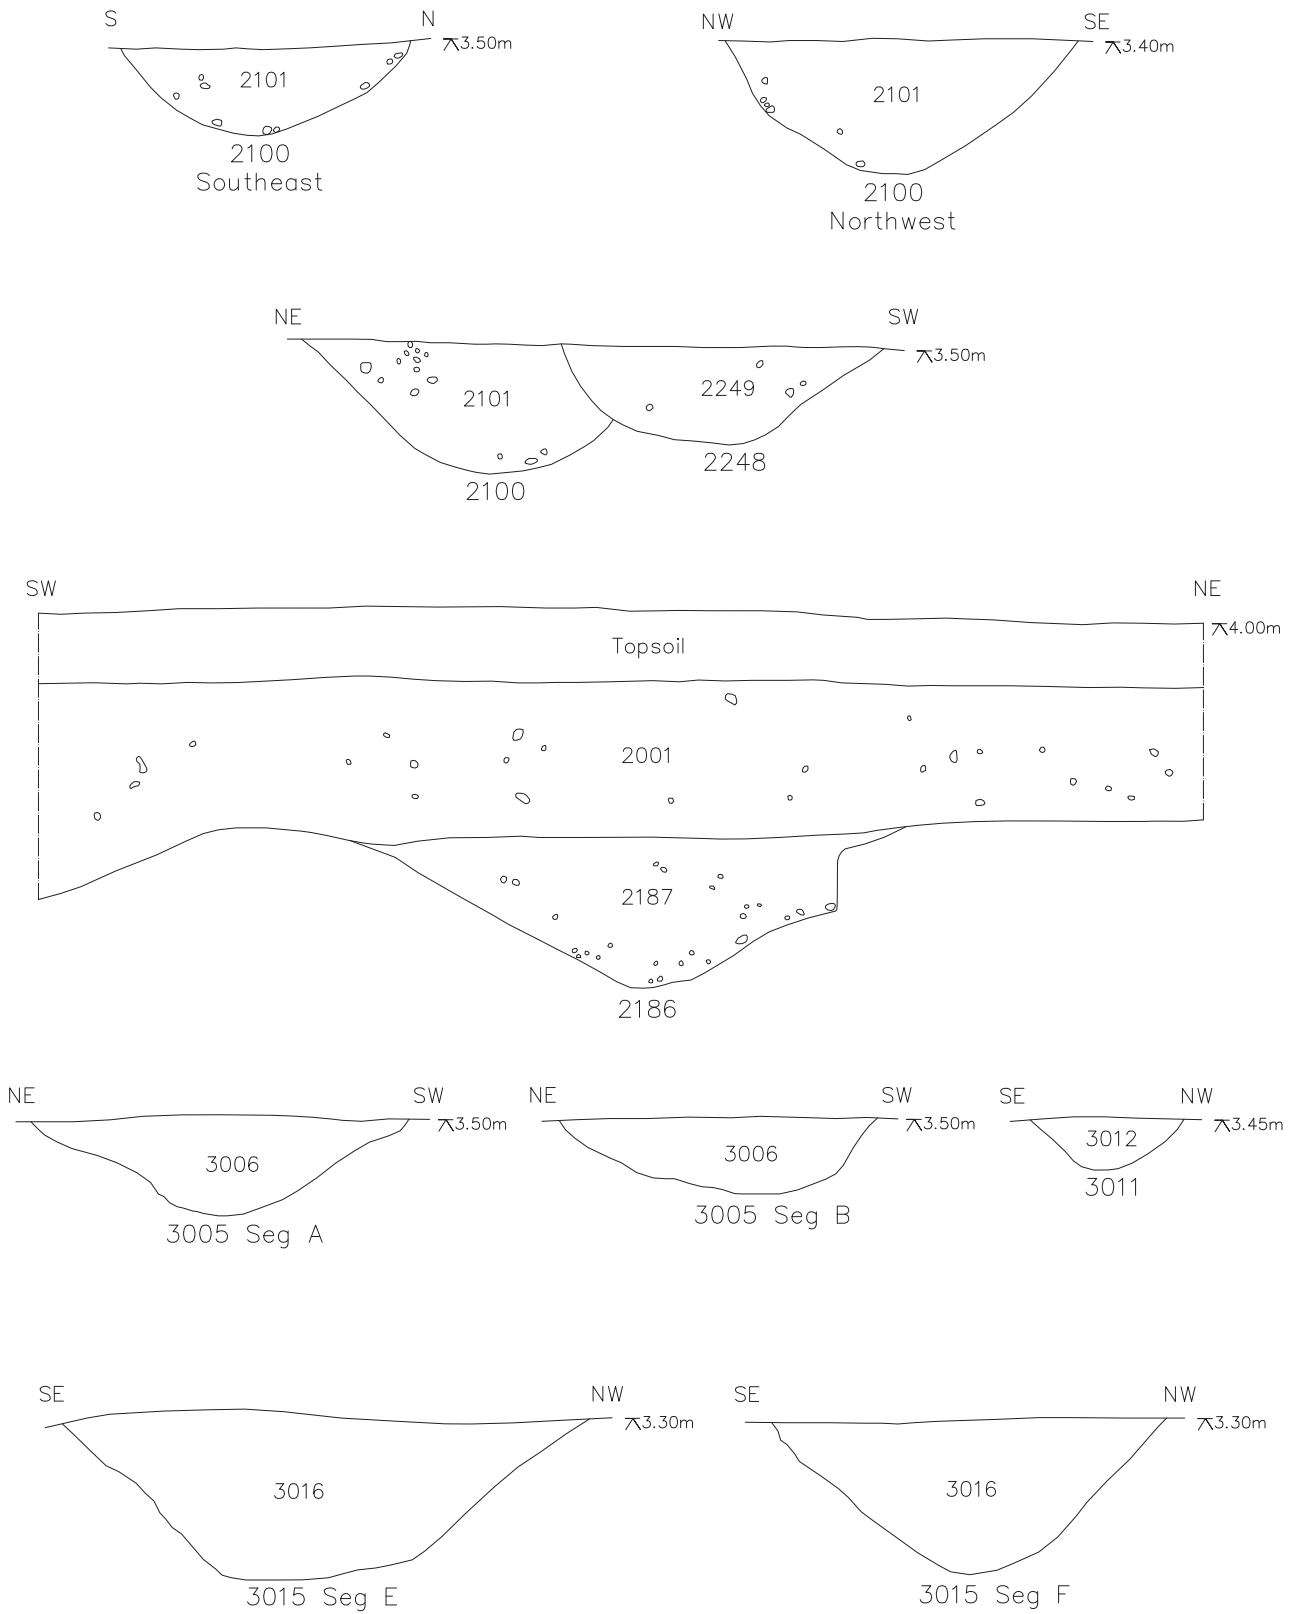 S
N
3.50m
2101
2100
Southeast
NW
SE
3.40m
2101
2100
Northwest
NE
SW
3.50m
2101
2249
2248
2100
SW
NE
4.00m
Topsoil
2001
2187
2186
NE
SW
3.50m
3006
3005 Seg A
NE
SW
3.50m
3006
3005 Seg B
SE
NW
3.45m
3012
3011
SE
NW
3.30m
3016
3015 Seg E
SE
NW
3.30m
3016
3015 Seg F